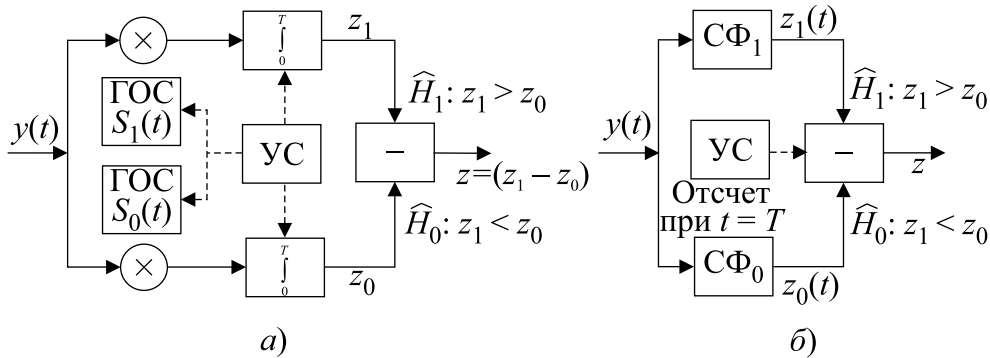 y(t)
×
T
∫
0
z₁
ГОС
S₁(t)
ГОС
S₀(t)
УС
Ĥ₁: z₁ > z₀
−
z=(z₁ − z₀)
Ĥ₀: z₁ < z₀
×
T
∫
0
z₀
а)
y(t)
СФ₁
z₁(t)
Ĥ₁: z₁ > z₀
УС
−
z
Отсчет
при t = T
Ĥ₀: z₁ < z₀
СФ₀
z₀(t)
б)